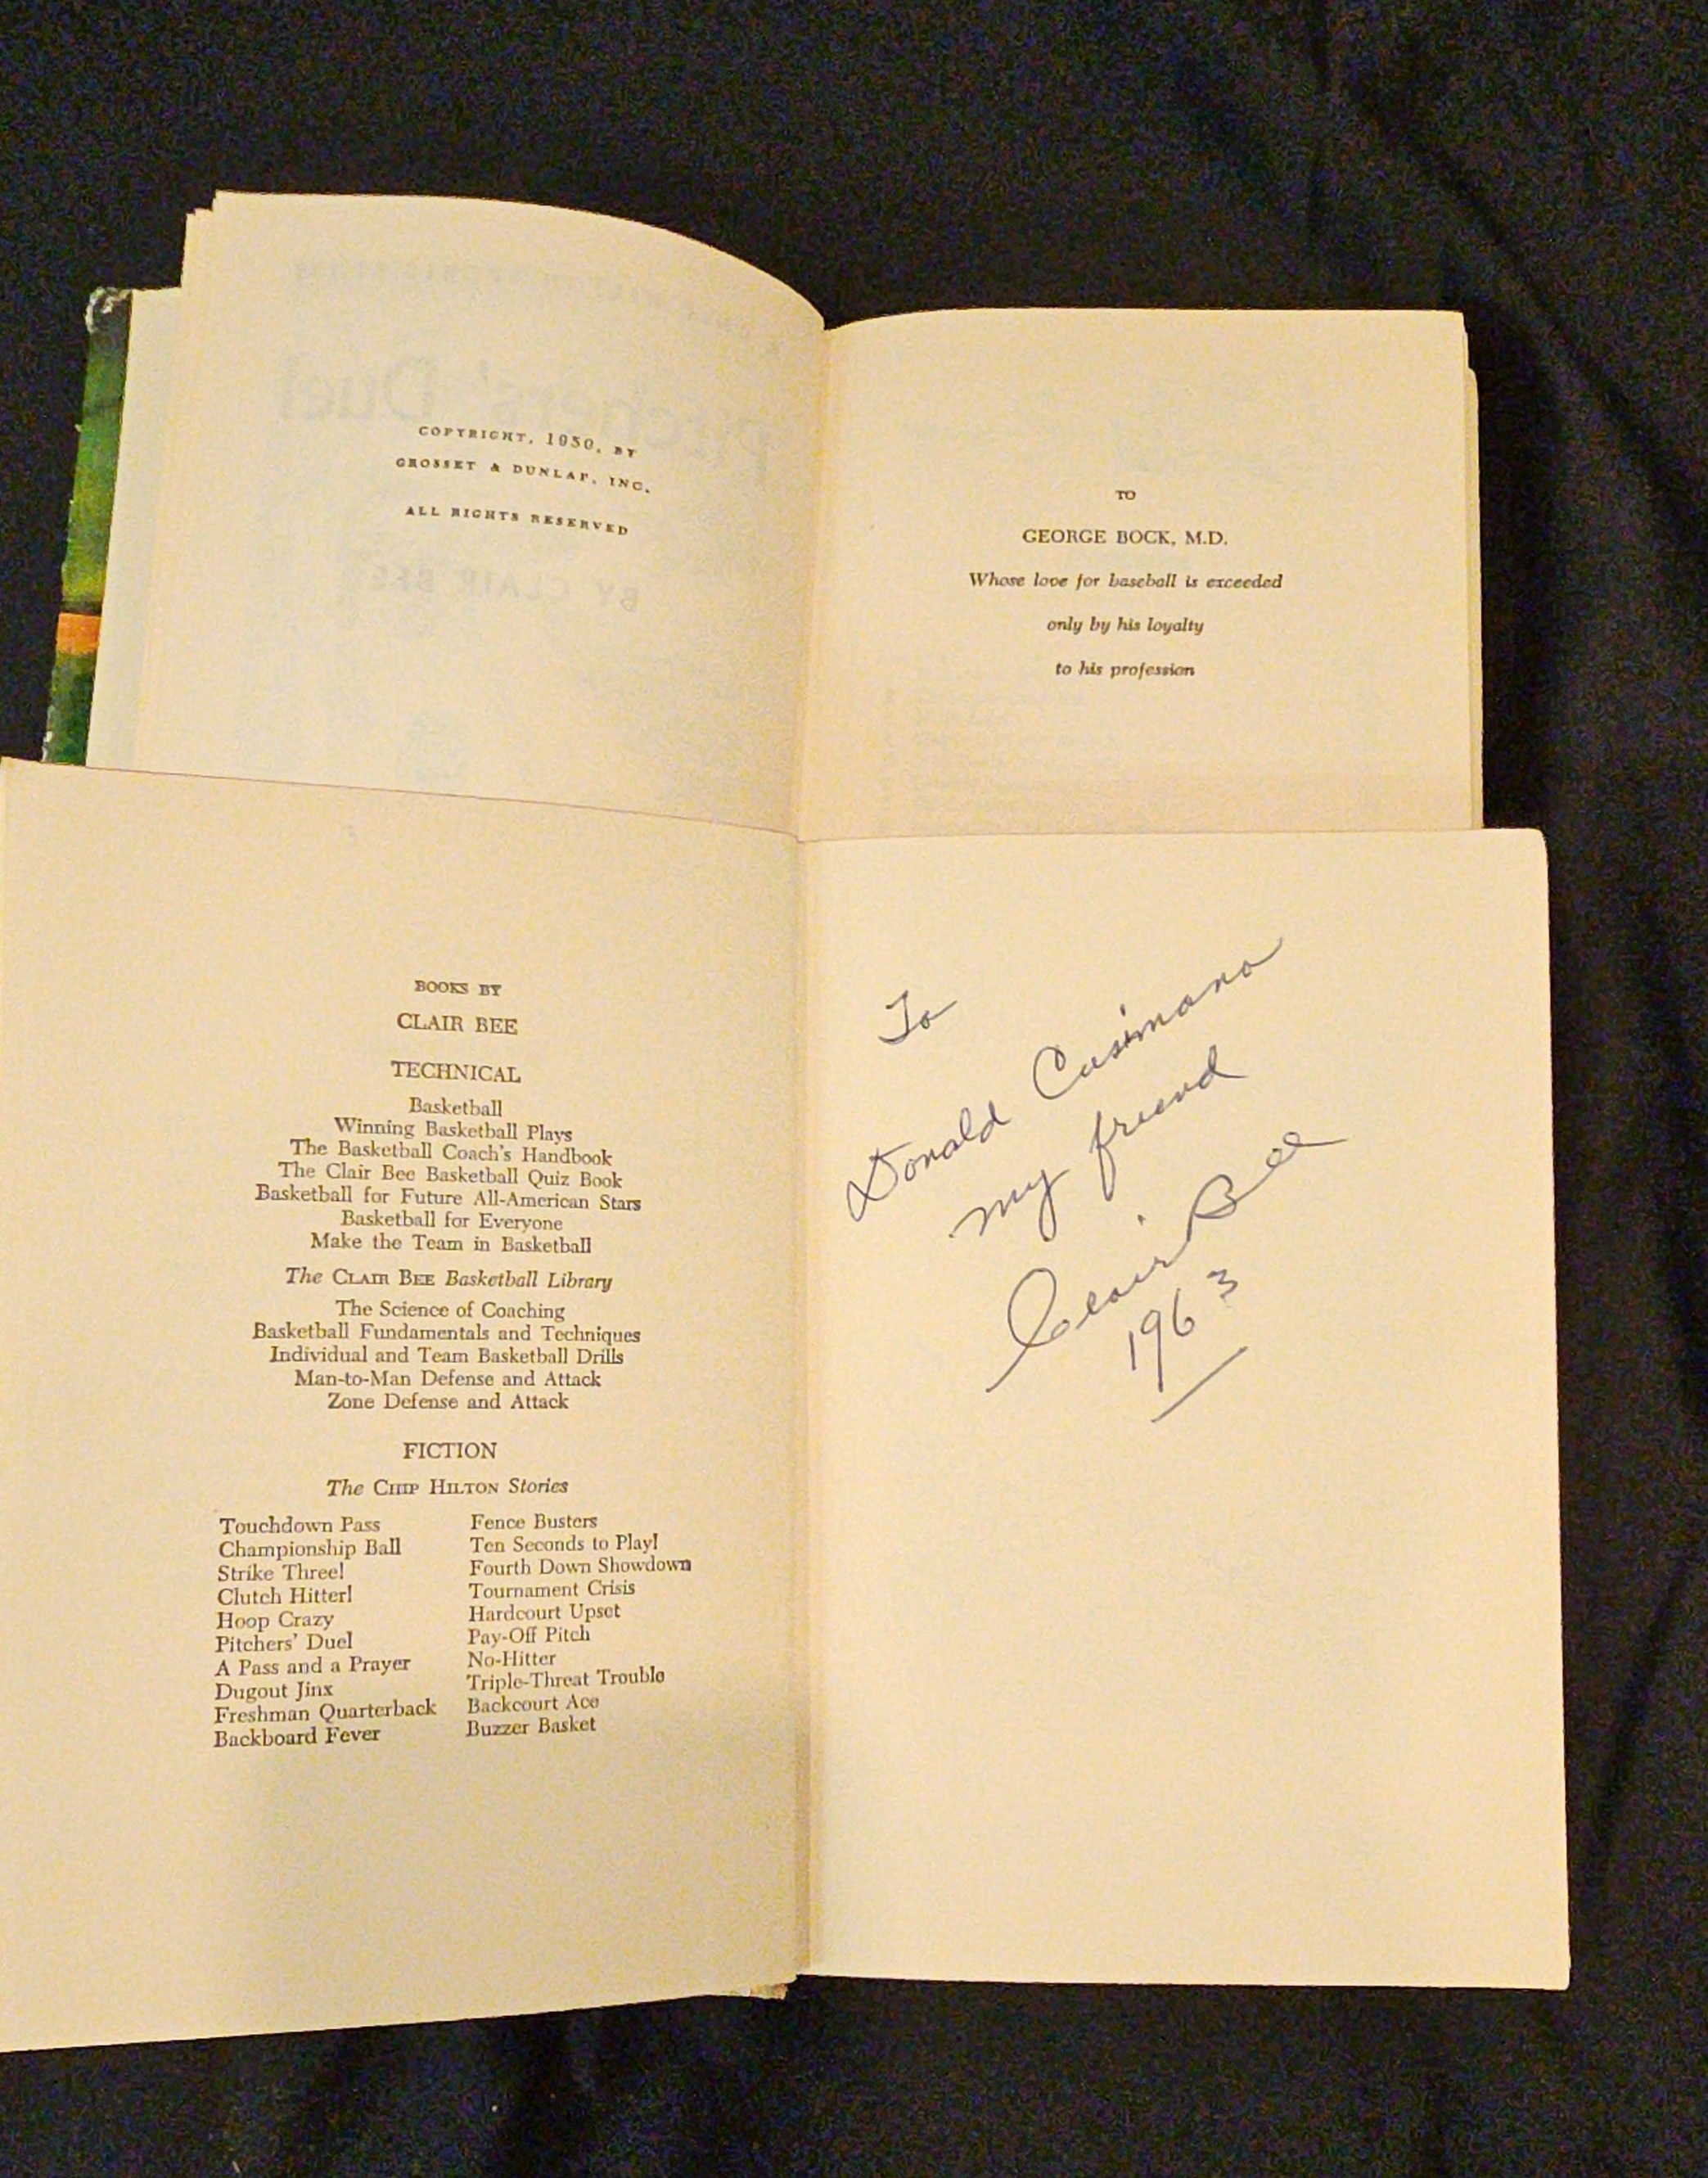 COPYRIGHT, 1950, BY
GROSSET & DUNLAP, INC.
ALL RIGHTS RESERVED
Pitchers' Duel
BY CLAIR BEE
TO
GEORGE BOCK, M.D.
Whose love for baseball is exceeded
only by his loyalty
to his profession
BOOKS BY
CLAIR BEE
TECHNICAL
Basketball
Winning Basketball Plays
The Basketball Coach's Handbook
The Clair Bee Basketball Quiz Book
Basketball for Future All-American Stars
Basketball for Everyone
Make the Team in Basketball
The CLAIR BEE Basketball Library
The Science of Coaching
Basketball Fundamentals and Techniques
Individual and Team Basketball Drills
Man-to-Man Defense and Attack
Zone Defense and Attack
FICTION
The CHIP HILTON Stories
Touchdown Pass
Championship Ball
Strike Three!
Clutch Hitter!
Hoop Crazy
Pitchers' Duel
A Pass and a Prayer
Dugout Jinx
Freshman Quarterback
Backboard Fever
Fence Busters
Ten Seconds to Play!
Fourth Down Showdown
Tournament Crisis
Hardcourt Upset
Pay-Off Pitch
No-Hitter
Triple-Threat Trouble
Backcourt Ace
Buzzer Basket
To
Donald Cusimano
my friend
Clair Bee
1963